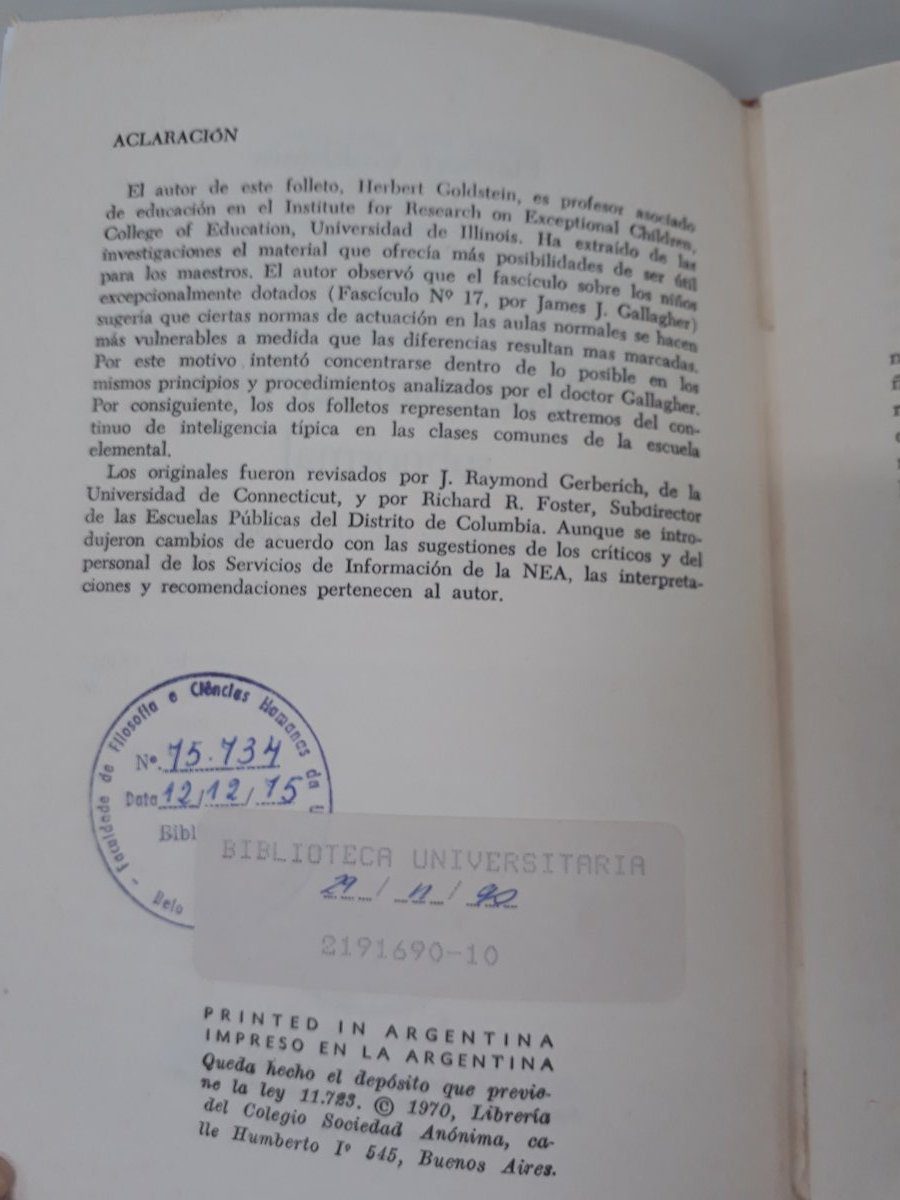 ACLARACIÓN
El autor de este folleto, Herbert Goldstein, es profesor asociado
de educación en el Institute for Research on Exceptional Children,
College of Education, Universidad de Illinois. Ha extraído de las
investigaciones el material que ofrecía más posibilidades de ser útil
para los maestros. El autor observó que el fascículo sobre los niños
excepcionalmente dotados (Fascículo Nº 17, por James J. Gallagher)
sugería que ciertas normas de actuación en las aulas normales se hacen
más vulnerables a medida que las diferencias resultan mas marcadas.
Por este motivo intentó concentrarse dentro de lo posible en los
mismos principios y procedimientos analizados por el doctor Gallagher.
Por consiguiente, los dos folletos representan los extremos del con-
tinuo de inteligencia típica en las clases comunes de la escuela
elemental.
Los originales fueron revisados por J. Raymond Gerberich, de la
Universidad de Connecticut, y por Richard R. Foster, Subdirector
de las Escuelas Públicas del Distrito de Columbia. Aunque se intro-
dujeron cambios de acuerdo con las sugestiones de los críticos y del
personal de los Servicios de Información de la NEA, las interpreta-
ciones y recomendaciones pertenecen al autor.
- Faculdade de Filosofia e Ciências Humanas da U
Nº. 15.734
Data 12/12/75
Bibl
Belo
BIBLIOTECA UNIVERSITARIA
29/11/90
2191690-10
PRINTED IN ARGENTINA
IMPRESO EN LA ARGENTINA
Queda hecho el depósito que previe-
ne la ley 11.723. © 1970, Librería
del Colegio Sociedad Anónima, ca-
lle Humberto Iº 545, Buenos Aires.